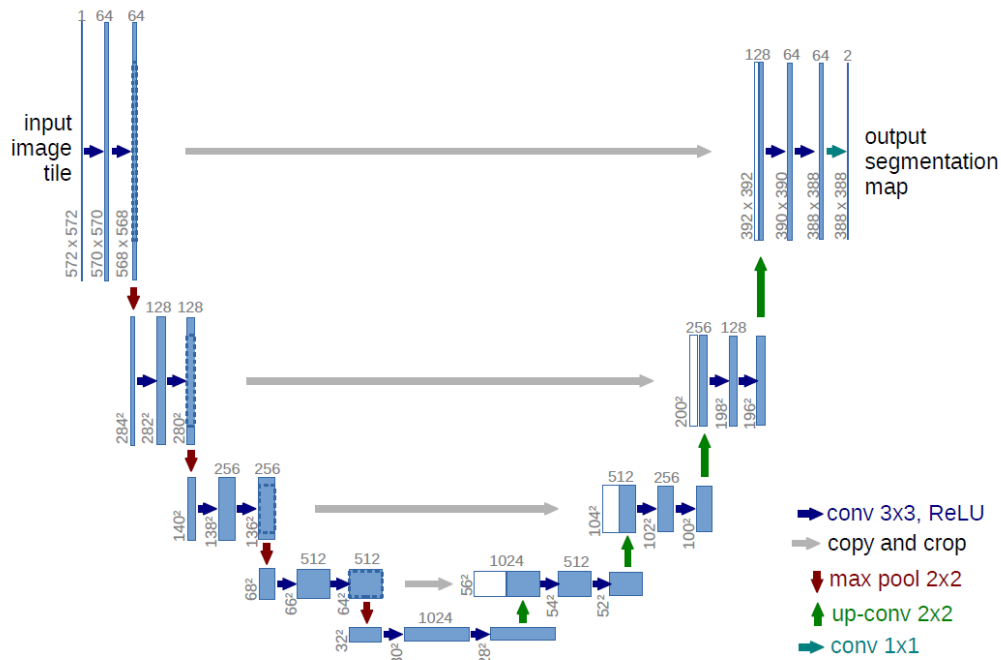 1 64 64
128 64 64 2
input
image
tile
output
segmentation
map
572 x 572
570 x 570
568 x 568
392 x 392
390 x 390
388 x 388
388 x 388
128 128
256 128
284²
282²
280²
200²
198²
196²
256 256
512 256
140²
138²
136²
104²
102²
100²
512 512
1024 512
68²
66²
64²
56²
54²
52²
1024
32²
30²
28²
conv 3x3, ReLU
copy and crop
max pool 2x2
up-conv 2x2
conv 1x1